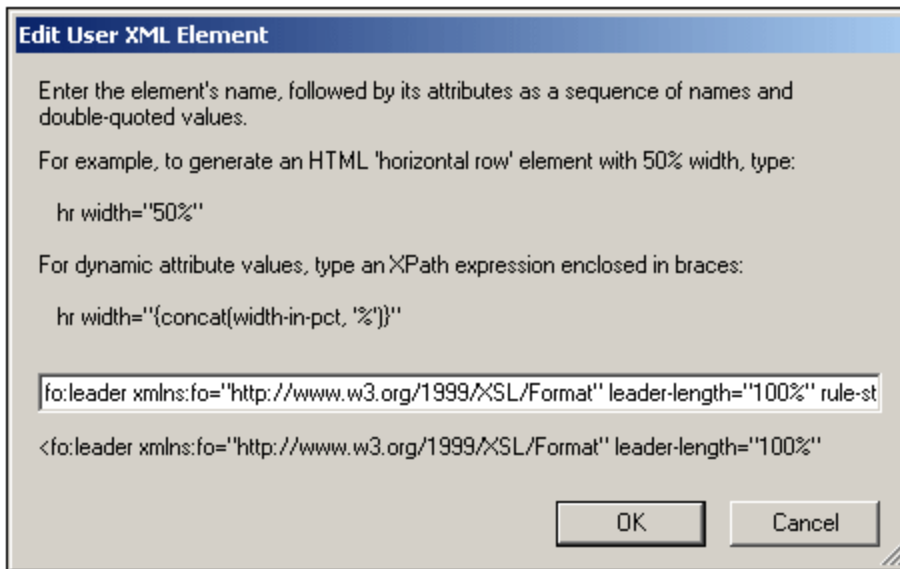 Edit User XML Element
Enter the element's name, followed by its attributes as a sequence of names and
double-quoted values.
For example, to generate an HTML 'horizontal row' element with 50% width, type:
hr width="50%"
For dynamic attribute values, type an XPath expression enclosed in braces:
hr width="{concat(width-in-pct, '%')}"
fo:leader xmlns:fo="http://www.w3.org/1999/XSL/Format" leader-length="100%" rule-st
<fo:leader xmlns:fo="http://www.w3.org/1999/XSL/Format" leader-length="100%"
OK Cancel